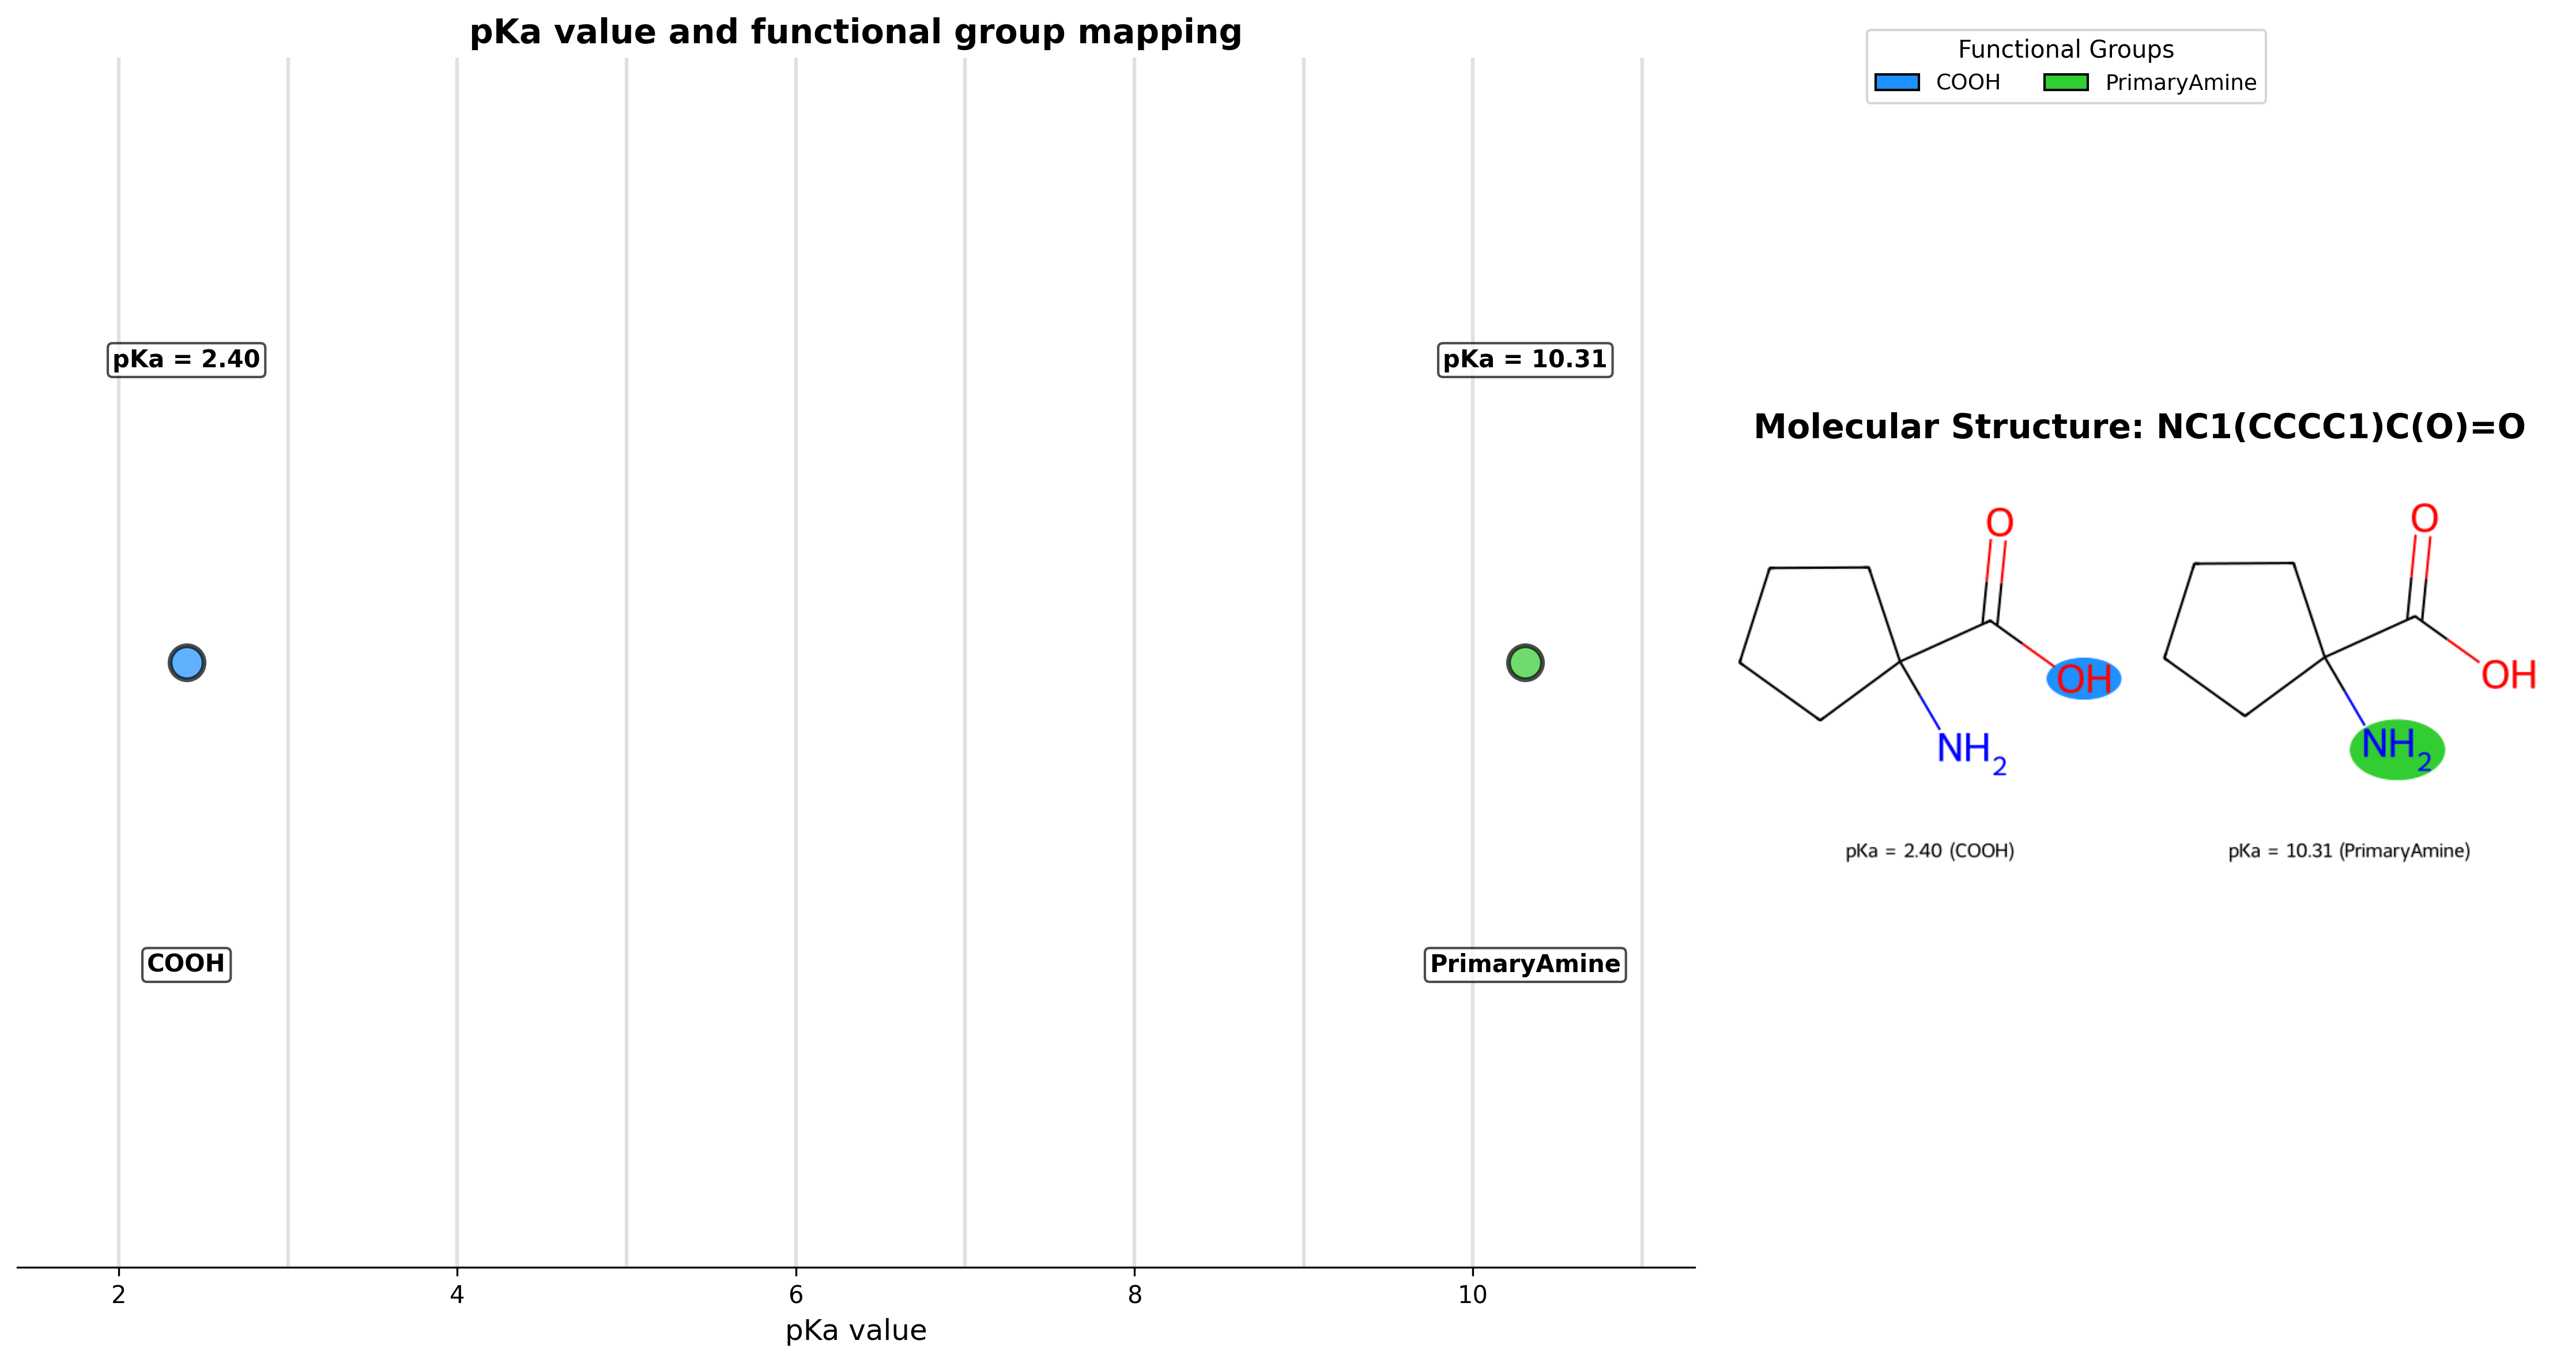 pKa value and functional group mapping
Functional Groups
COOH PrimaryAmine
pKa = 2.40 pKa = 10.31
Molecular Structure: NC1(CCCC1)C(O)=O
O O
OH OH
NH2 NH2
pKa = 2.40 (COOH) pKa = 10.31 (PrimaryAmine)
COOH PrimaryAmine
2 4 6 8 10
pKa value